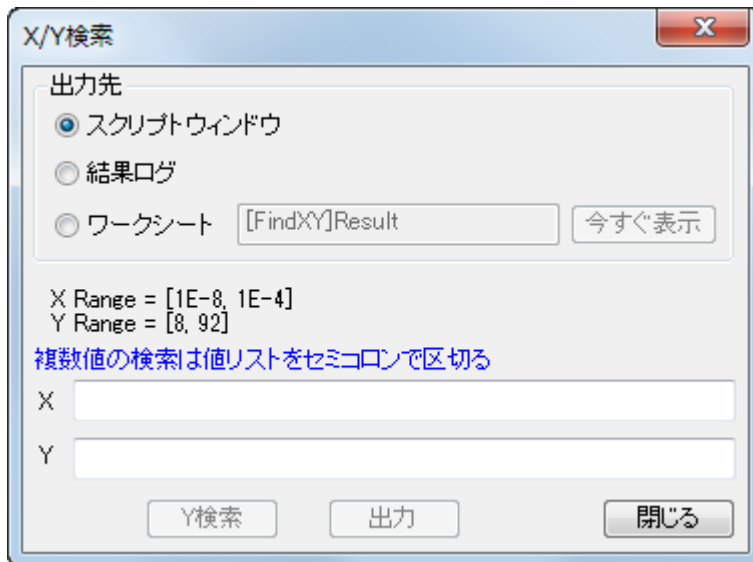 X/Y検索
出力先
スクリプトウィンドウ
結果ログ
ワークシート [FindXY]Result 今すぐ表示
X Range = [1E-8, 1E-4]
Y Range = [8, 92]
複数値の検索は値リストをセミコロンで区切る
X
Y
Y検索 出力 閉じる